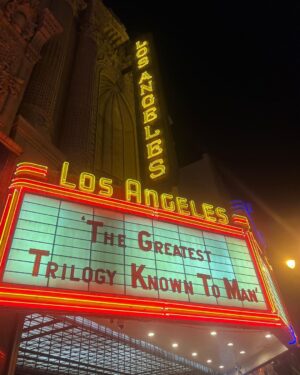 LOS ANGELES
LOS ANGELES
"THE GREATEST
TRILOGY KNOWN TO MAN"